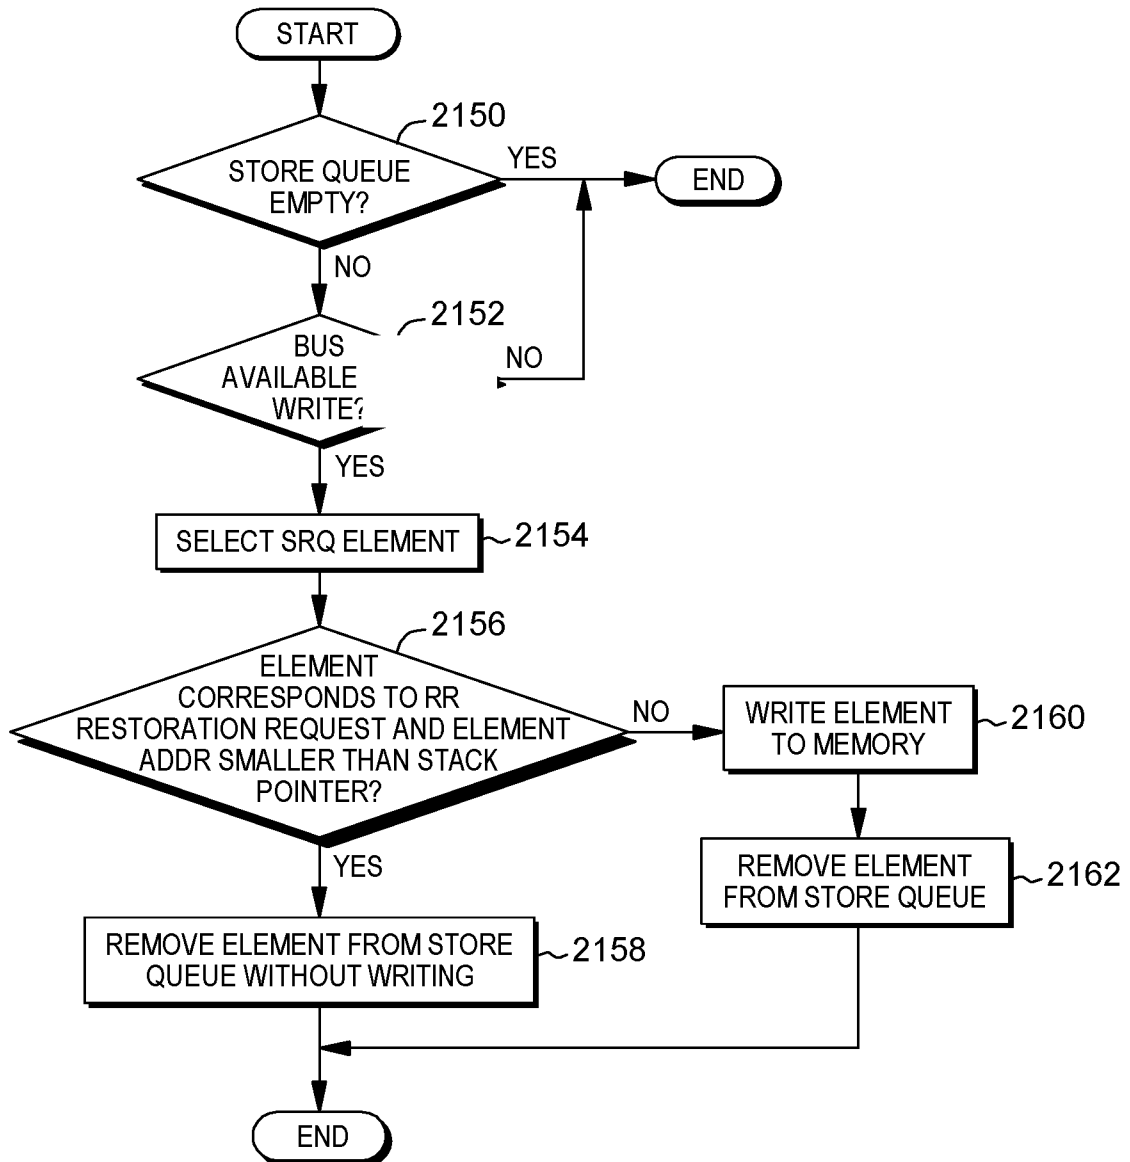 START
2150
STORE QUEUE
EMPTY?
YES
END
NO
2152
BUS
AVAILABLE
WRITE?
NO
YES
SELECT SRQ ELEMENT
2154
2156
ELEMENT
CORRESPONDS TO RR
RESTORATION REQUEST AND ELEMENT
ADDR SMALLER THAN STACK
POINTER?
NO
WRITE ELEMENT
TO MEMORY
2160
YES
REMOVE ELEMENT
FROM STORE QUEUE
2162
REMOVE ELEMENT FROM STORE
QUEUE WITHOUT WRITING
2158
END